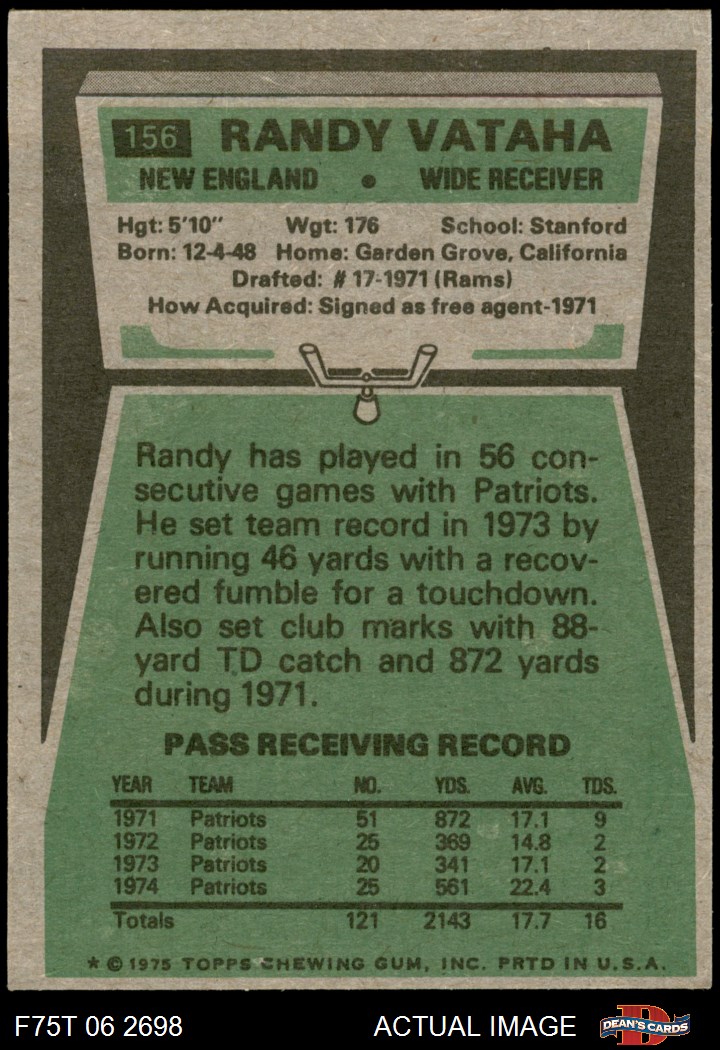 156 RANDY VATAHA
NEW ENGLAND • WIDE RECEIVER
Hgt: 5'10" Wgt: 176 School: Stanford
Born: 12-4-48 Home: Garden Grove, California
Drafted: # 17-1971 (Rams)
How Acquired: Signed as free agent-1971
Randy has played in 56 con-
secutive games with Patriots.
He set team record in 1973 by
running 46 yards with a recov-
ered fumble for a touchdown.
Also set club marks with 88-
yard TD catch and 872 yards
during 1971.
PASS RECEIVING RECORD
YEAR TEAM NO. YDS. AVG. TDS.
1971 Patriots 51 872 17.1 9
1972 Patriots 25 369 14.8 2
1973 Patriots 20 341 17.1 2
1974 Patriots 25 561 22.4 3
Totals 121 2143 17.7 16
* © 1975 TOPPS CHEWING GUM, INC. PRTD IN U.S.A.
F75T 06 2698 ACTUAL IMAGE D DEAN'S CARDS